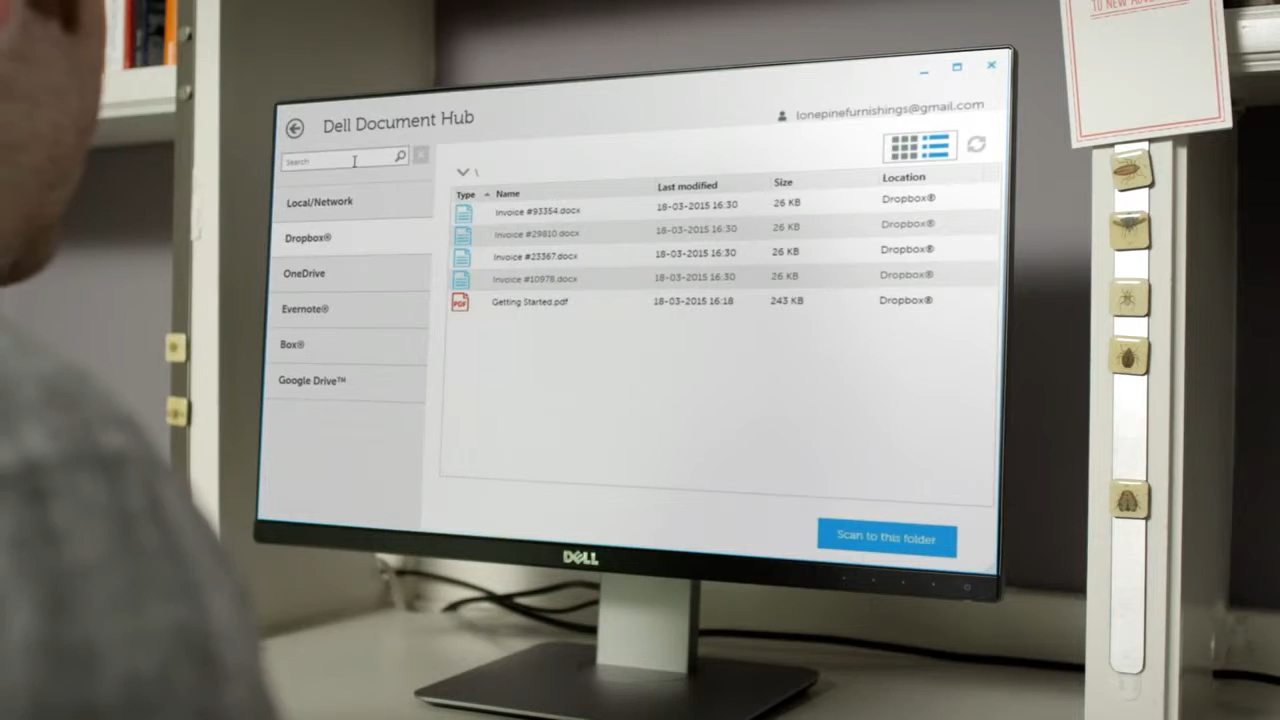 TO NEW ADV
Dell Document Hub
lonepinefurnishings@gmail.com
Search
Local/Network
Dropbox®
OneDrive
Evernote®
Box®
Google Drive™
\
Type Name Last modified Size Location
Invoice #93354.docx 18-03-2015 16:30 26 KB Dropbox®
Invoice #29810.docx 18-03-2015 16:30 26 KB Dropbox®
Invoice #23367.docx 18-03-2015 16:30 26 KB Dropbox®
Invoice #10978.docx 18-03-2015 16:30 26 KB Dropbox®
PDF Getting Started.pdf 18-03-2015 16:18 243 KB Dropbox®
Scan to this folder
DELL